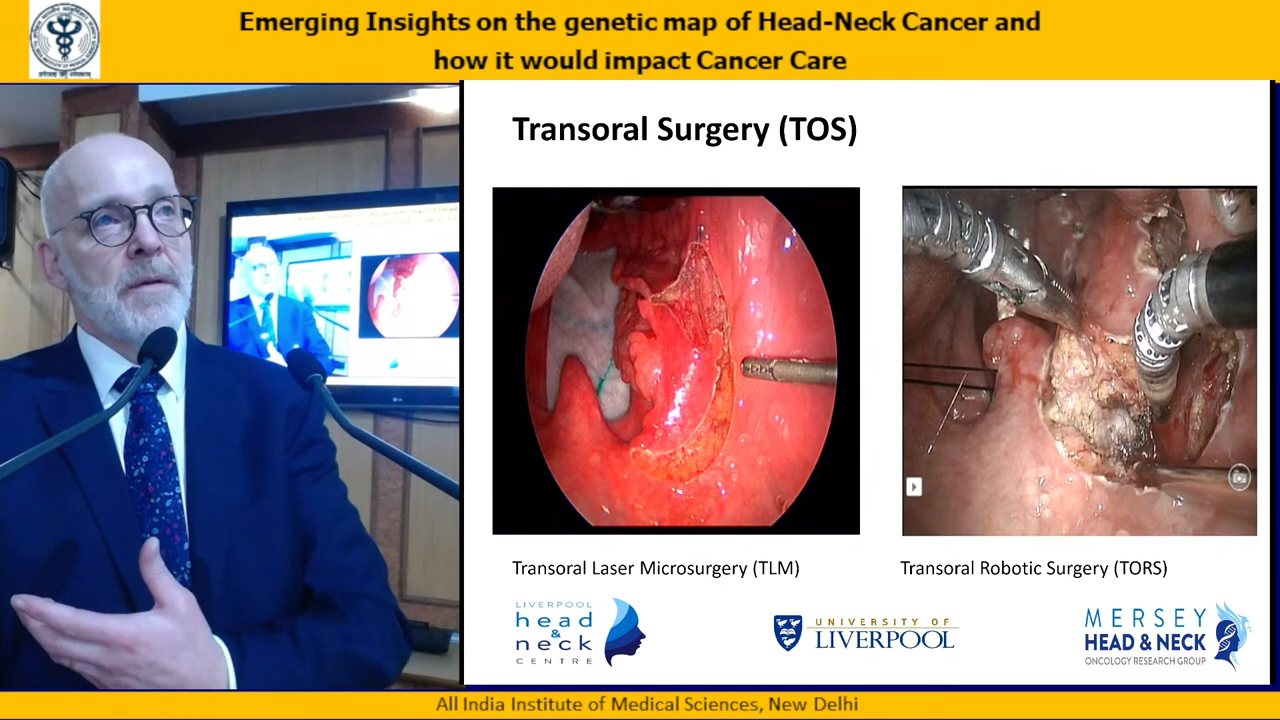 Emerging Insights on the genetic map of Head-Neck Cancer and
how it would impact Cancer Care
Transoral Surgery (TOS)
Transoral Laser Microsurgery (TLM)
Transoral Robotic Surgery (TORS)
LIVERPOOL
head
&
neck
CENTRE
UNIVERSITY OF
LIVERPOOL
MERSEY
HEAD & NECK
ONCOLOGY RESEARCH GROUP
All India Institute of Medical Sciences, New Delhi